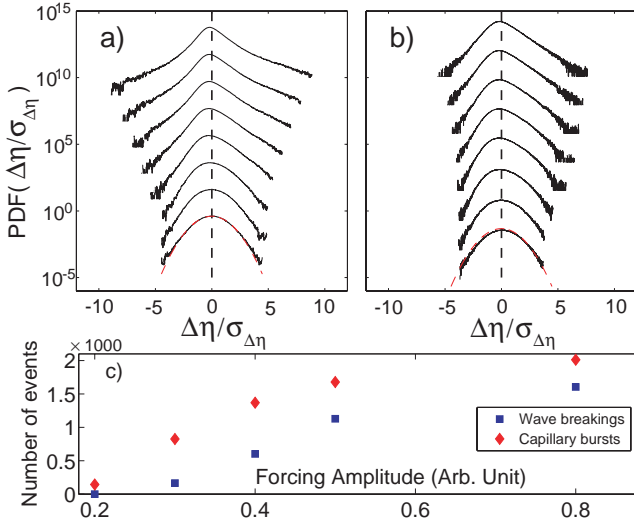 a)
b)
PDF( Δη/σ_Δη)
10^15
10^10
10^5
10^0
10^-5
-10 -5 0 5 10
-10 -5 0 5 10
Δη/σ_Δη
Δη/σ_Δη
× 1000
c)
Number of events
2
1.5
1
0.5
0
Wave breakings
Capillary bursts
Forcing Amplitude (Arb. Unit)
0.2 0.4 0.6 0.8